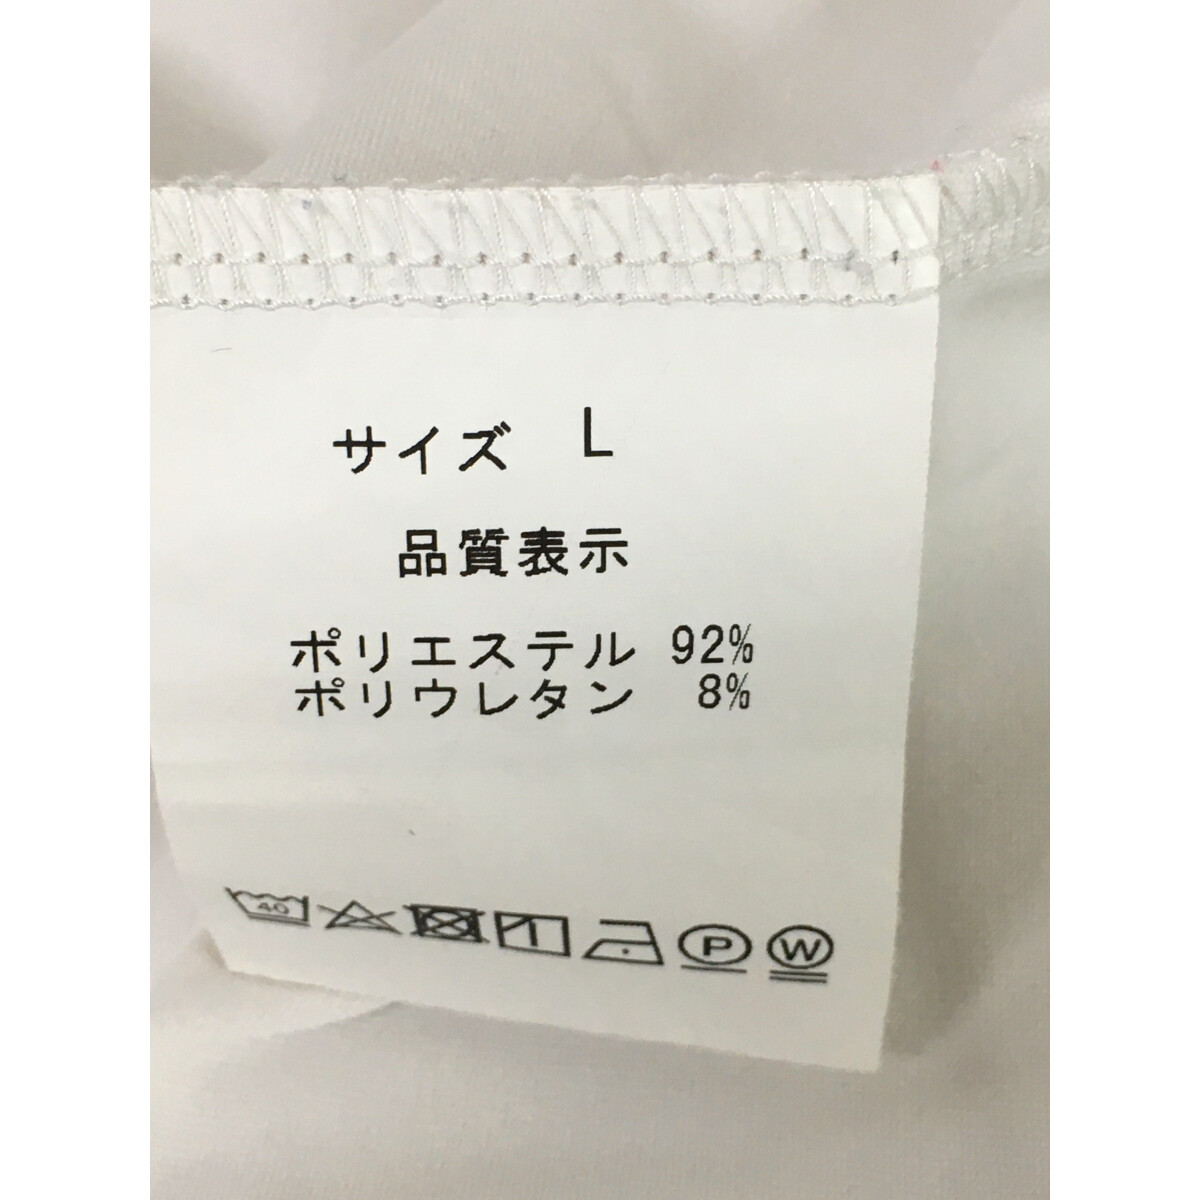 サイズ L
品質表示
ポリエステル 92%
ポリウレタン 8%
40 P W